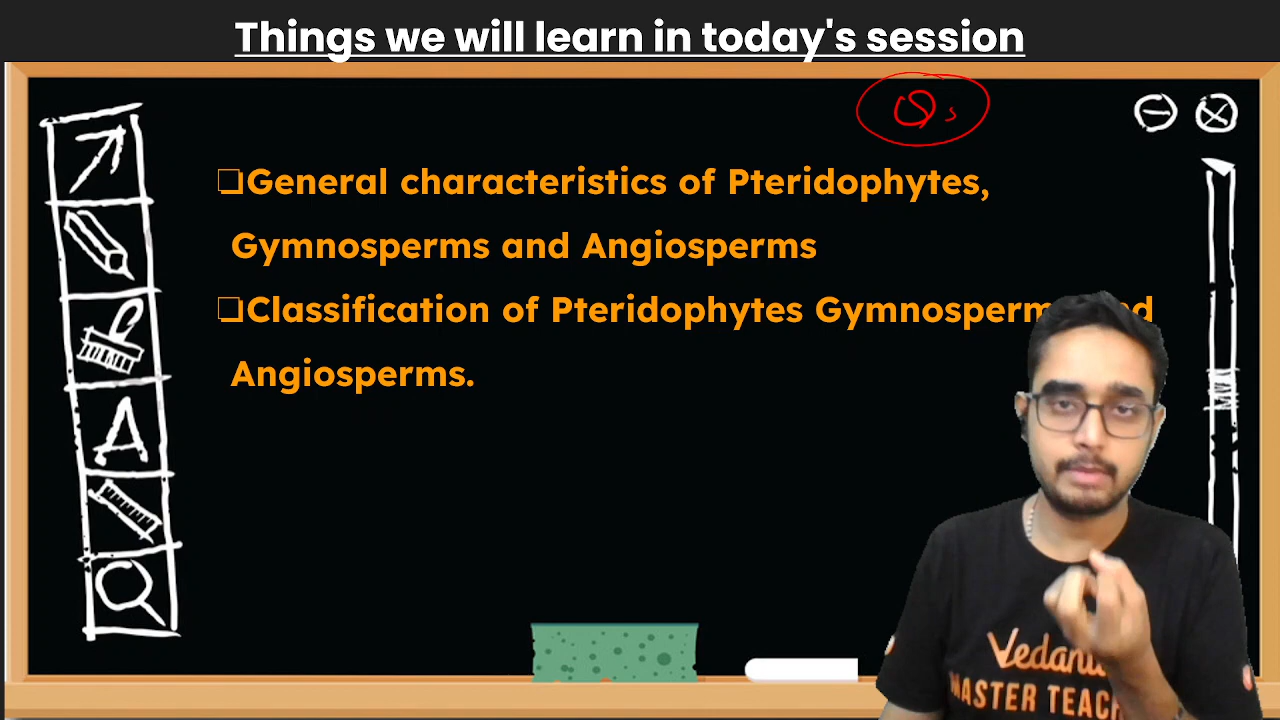 Things we will learn in today's session
Qs
❏General characteristics of Pteridophytes,
Gymnosperms and Angiosperms
❏Classification of Pteridophytes Gymnosperm
Angiosperms.
A
Vedantu
MASTER TEACH